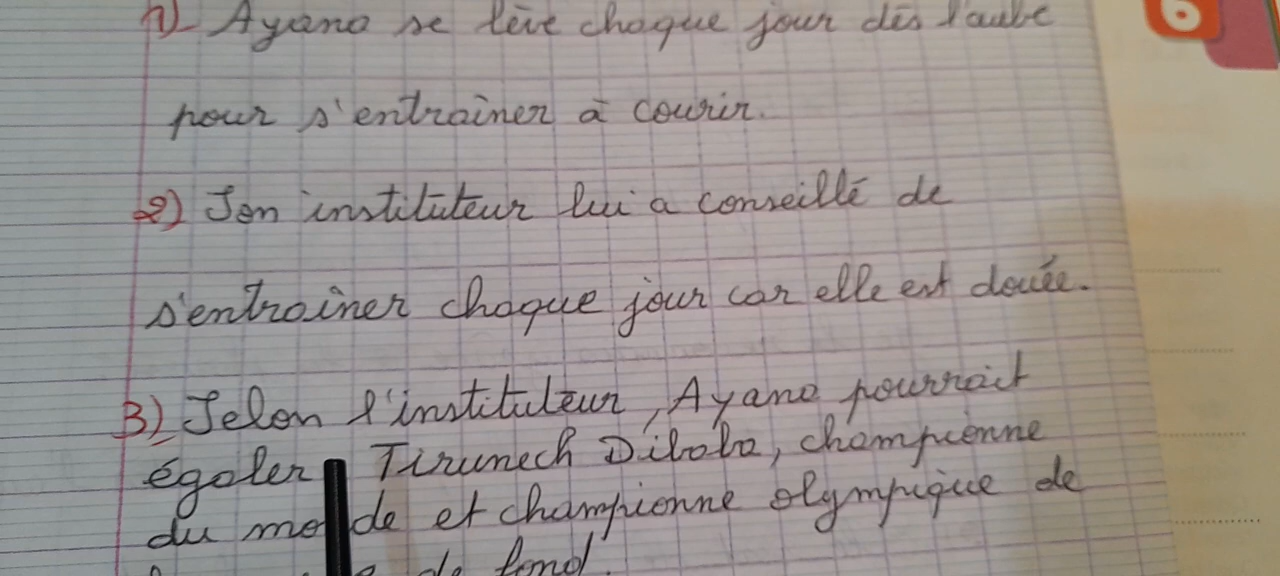 1) Ayano se lève chaque jour dès l'aube
pour s'entraîner à courir.
2) Son instituteur lui a conseillé de
s'entraîner chaque jour car elle est douée.
3) Selon l'instituteur, Ayano pourrait
égaler Tirunech Dibaba, championne
du monde et championne olympique de
de fond.
6